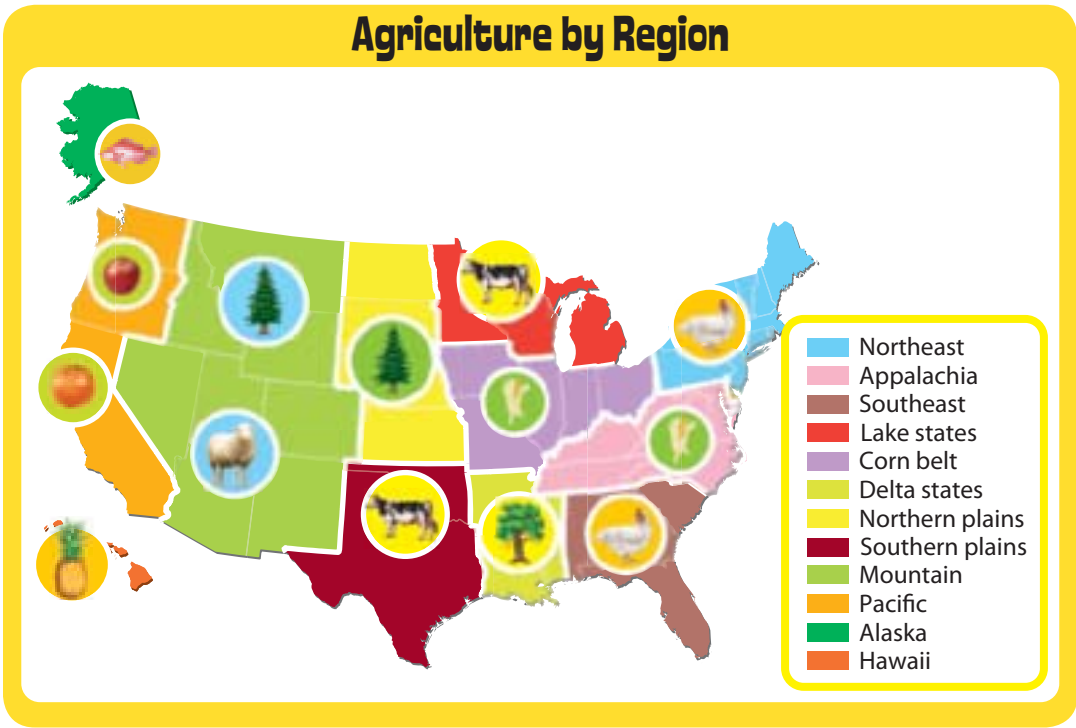 Agriculture by Region
Northeast
Appalachia
Southeast
Lake states
Corn belt
Delta states
Northern plains
Southern plains
Mountain
Pacific
Alaska
Hawaii